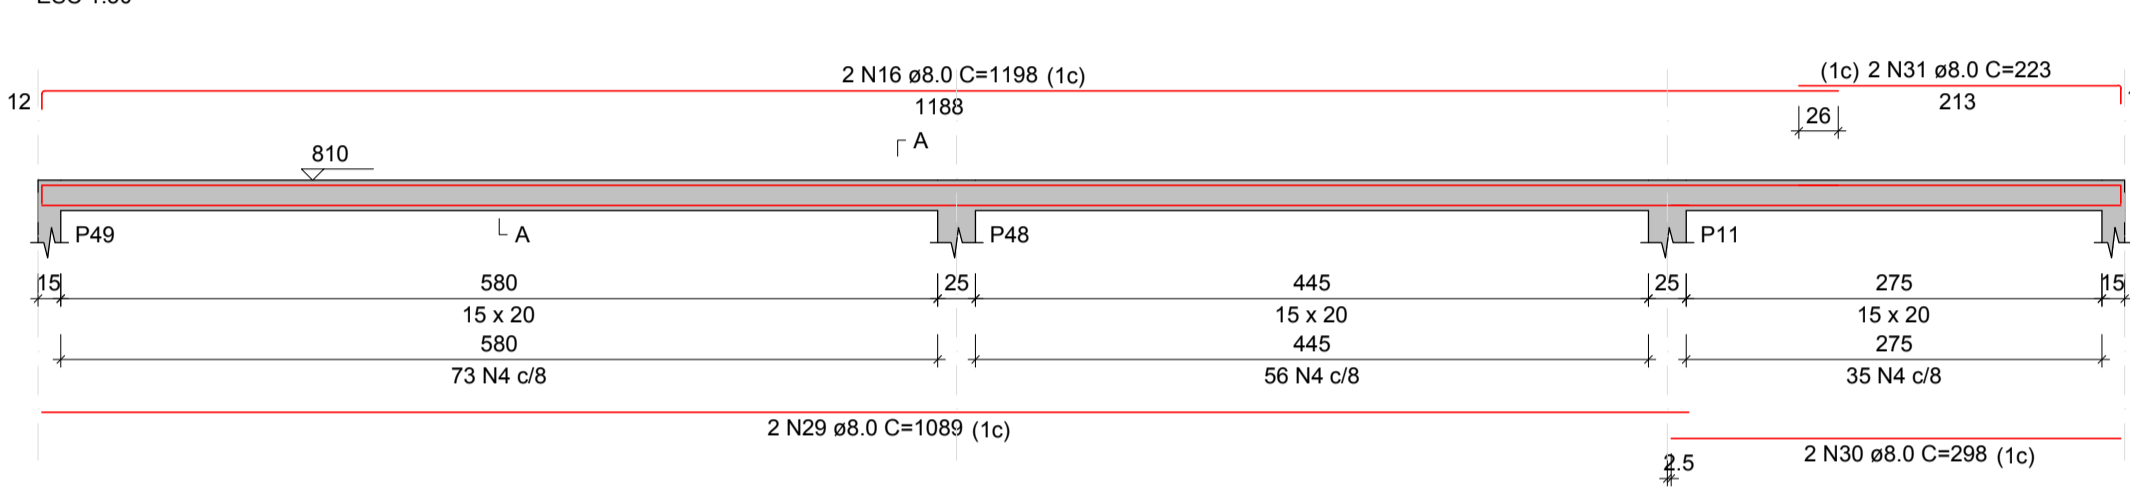 2 N16 ø8.0 C=1198 (1c)
(1c) 2 N31 ø8.0 C=223
12
1188
213
26
A
810
P49
A
P48
P11
15
580
25
445
25
275
15
15 x 20
15 x 20
15 x 20
580
445
275
73 N4 c/8
56 N4 c/8
35 N4 c/8
2 N29 ø8.0 C=1089 (1c)
2 N30 ø8.0 C=298 (1c)
2.5